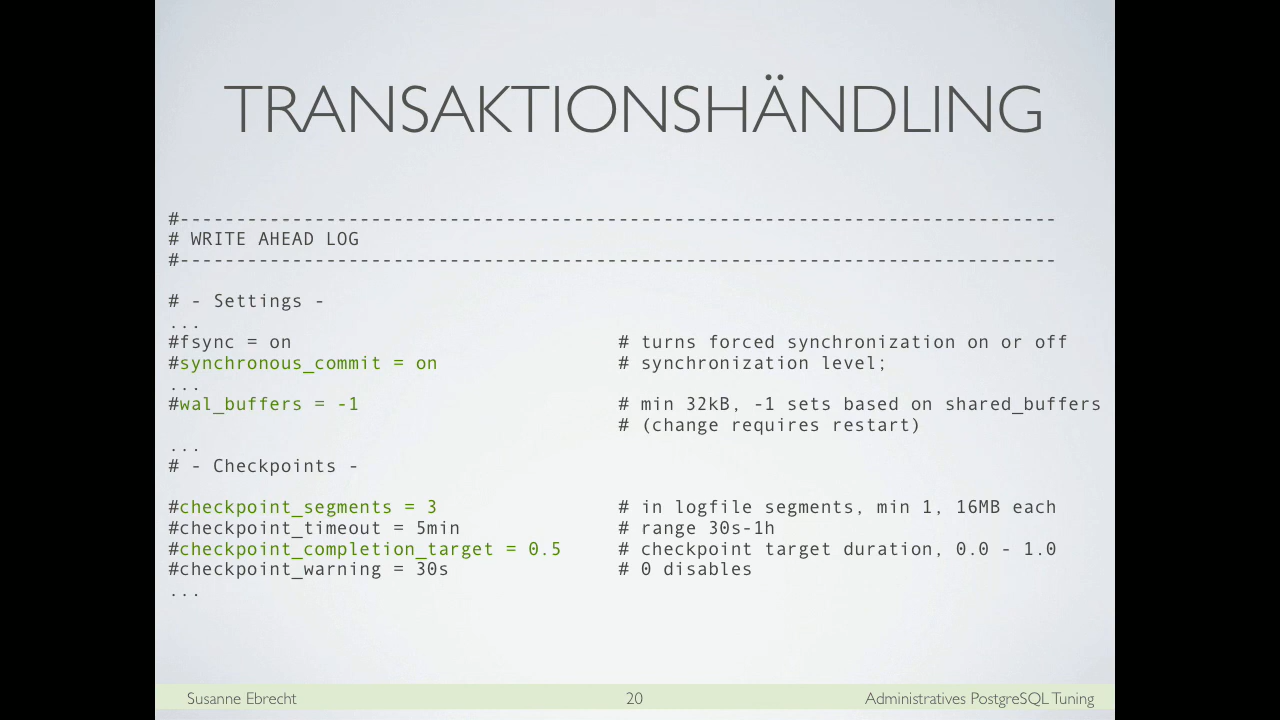 TRANSAKTIONSHÄNDLING
#------------------------------------------------------------------------------
# WRITE AHEAD LOG
#------------------------------------------------------------------------------
# - Settings -
...
#fsync = on # turns forced synchronization on or off
#synchronous_commit = on # synchronization level;
...
#wal_buffers = -1 # min 32kB, -1 sets based on shared_buffers
# (change requires restart)
...
# - Checkpoints -
#checkpoint_segments = 3 # in logfile segments, min 1, 16MB each
#checkpoint_timeout = 5min # range 30s-1h
#checkpoint_completion_target = 0.5 # checkpoint target duration, 0.0 - 1.0
#checkpoint_warning = 30s # 0 disables
...
Susanne Ebrecht 20 Administratives PostgreSQL Tuning